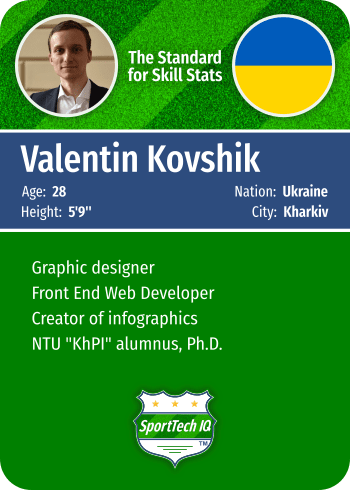 The Standard
for Skill Stats
Valentin Kovshik
Age: 28
Nation: Ukraine
Height: 5'9''
City: Kharkiv
Graphic designer
Front End Web Developer
Creator of infographics
NTU "KhPI" alumnus, Ph.D.
SportTech IQ
TM